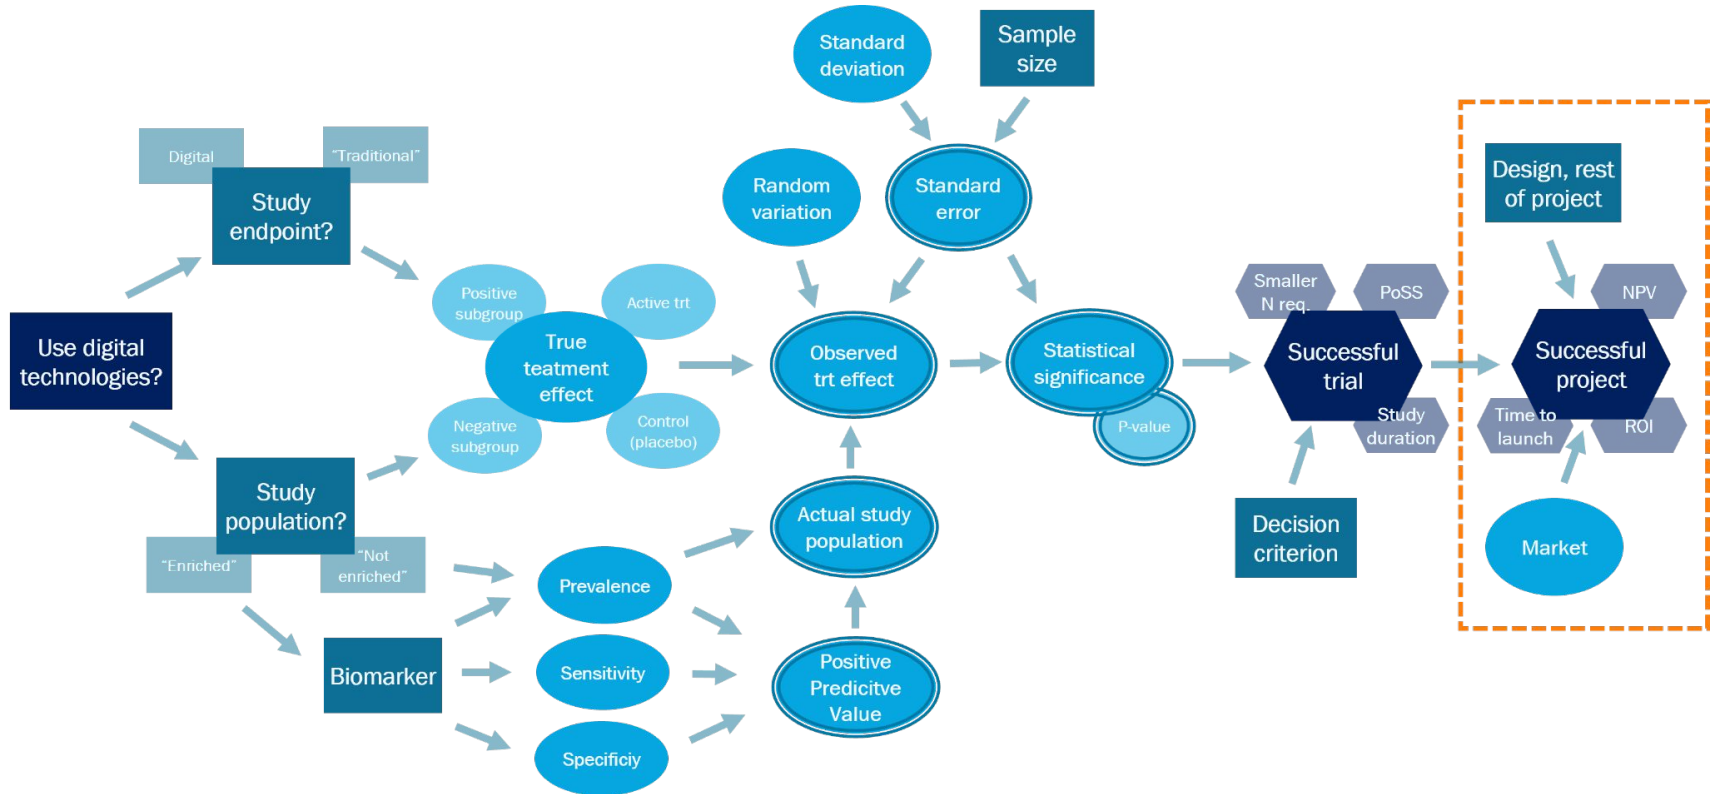 Standard
deviation
Sample
size
Digital
"Traditional"
Study
endpoint?
Random
variation
Standard
error
Design, rest
of project
Positive
subgroup
Active trt
Smaller
N req.
PoSS
NPV
Use digital
technologies?
True
teatment
effect
Observed
trt effect
Statistical
significance
Successful
trial
Successful
project
Negative
subgroup
Control
(placebo)
P-value
Study
duration
Time to
launch
ROI
Study
population?
"Enriched"
"Not
enriched"
Actual study
population
Decision
criterion
Market
Prevalence
Biomarker
Sensitivity
Positive
Predicitve
Value
Specificiy